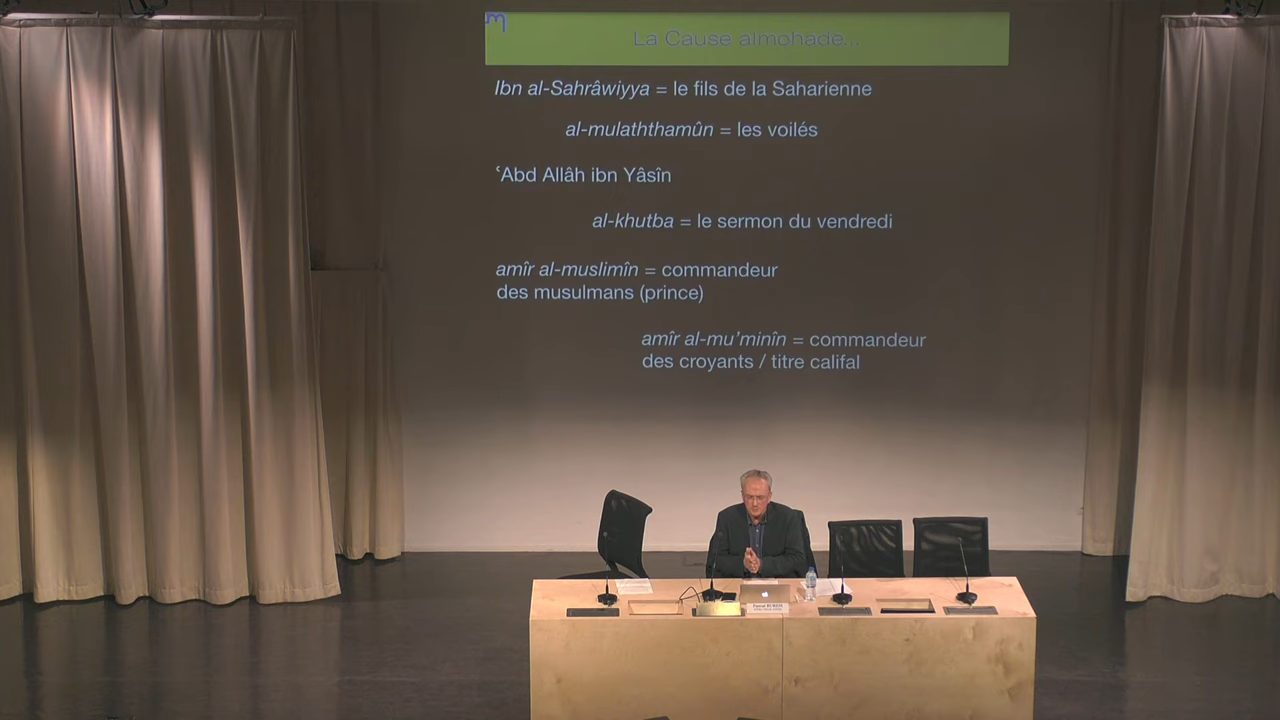 La Cause almohade...
Ibn al-Sahrâwiyya = le fils de la Saharienne
al-mulaththamûn = les voilés
ʿAbd Allâh ibn Yâsîn
al-khutba = le sermon du vendredi
amîr al-muslimîn = commandeur
des musulmans (prince)
amîr al-mu’minîn = commandeur
des croyants / titre califal
Pascal BURESI